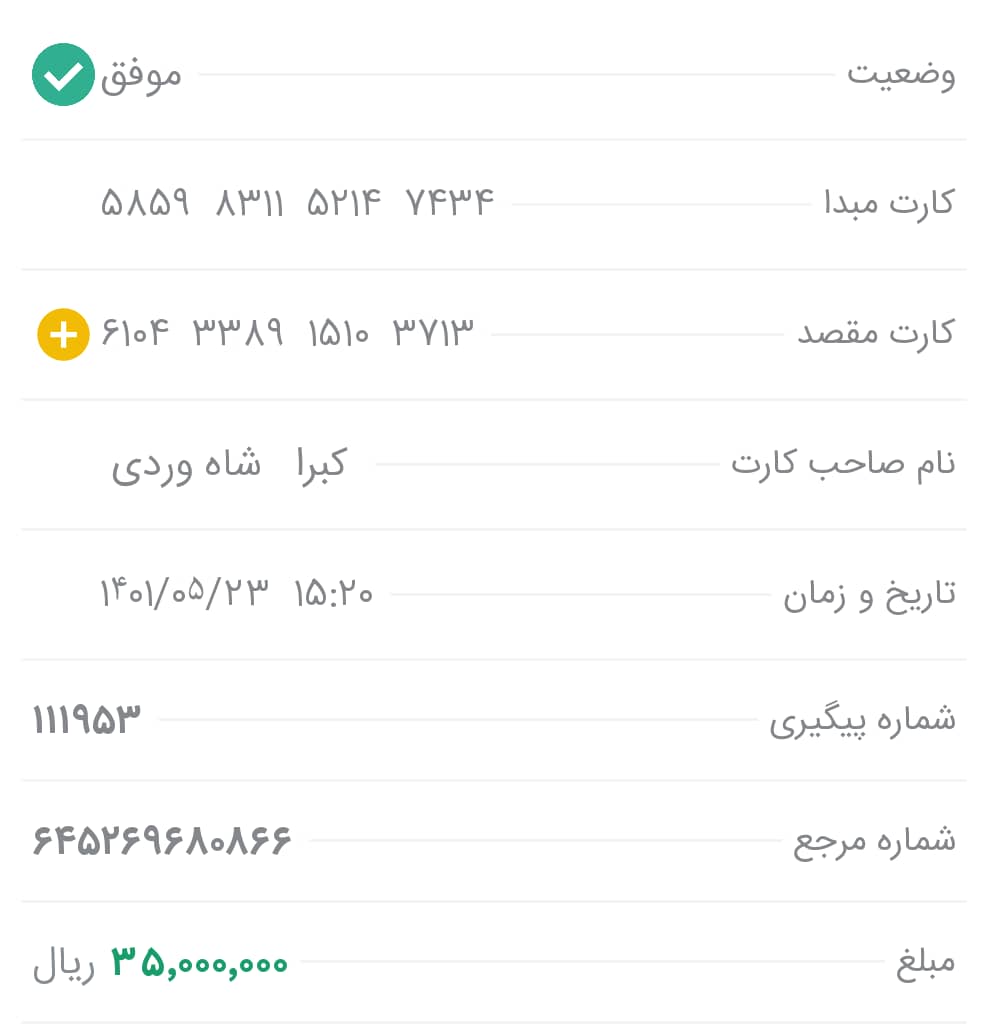 وضعیت موفق
کارت مبدا ۵۸۵۹ ۸۳۱۱ ۵۲۱۴ ۷۴۳۴
کارت مقصد ۶۱۰۴ ۳۳۸۹ ۱۵۱۰ ۳۷۱۳
نام صاحب کارت کبرا شاه وردی
تاریخ و زمان ۱۴۰۱/۰۵/۲۳ ۱۵:۲۰
شماره پیگیری ۱۱۱۹۵۳
شماره مرجع ۶۴۵۲۶۹۶۸۰۸۶۶
مبلغ ۳۵,۰۰۰,۰۰۰ ریال